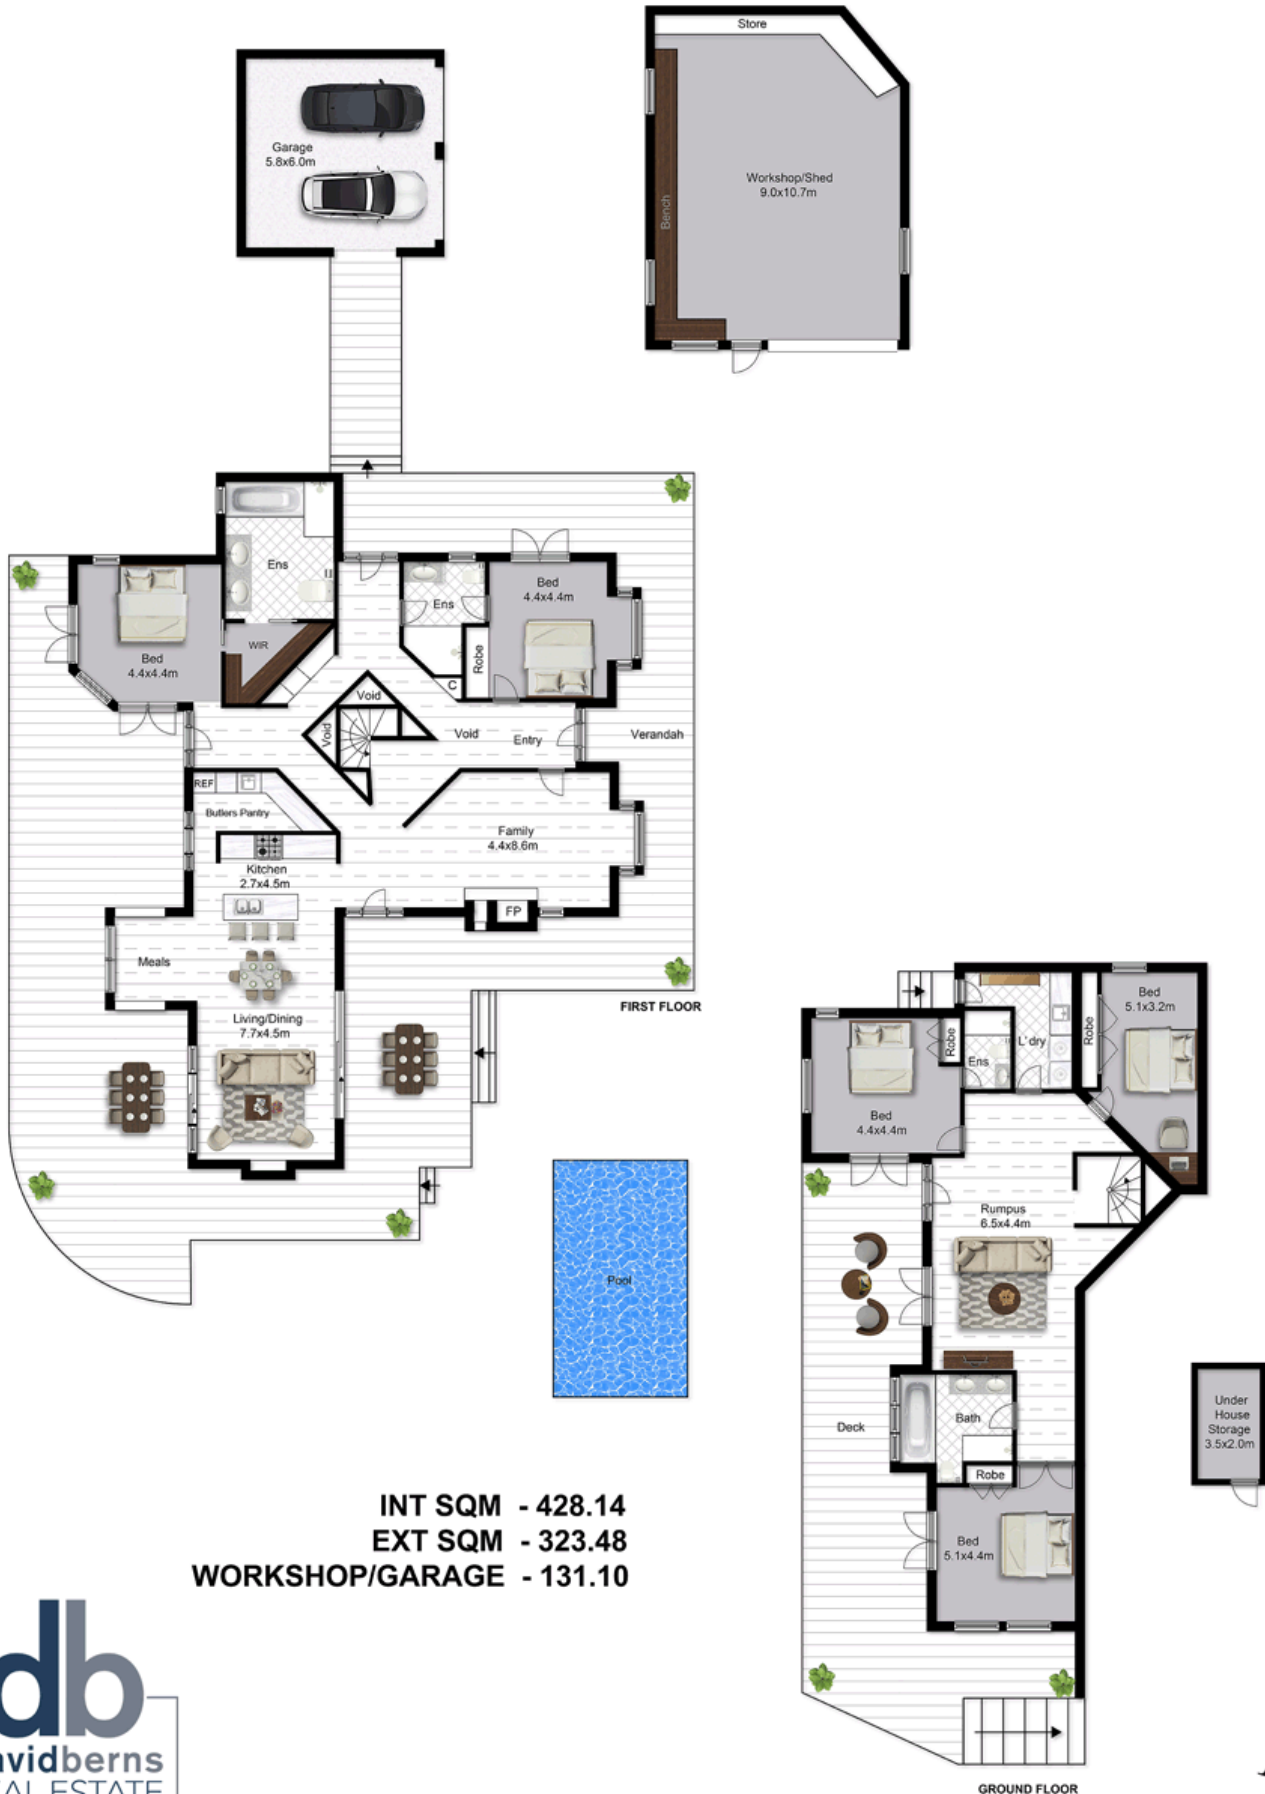 Store
Garage
5.8x6.0m
Workshop/Shed
9.0x10.7m
Bench
Ens
Bed
4.4x4.4m
Ens
WIR
Bed
4.4x4.4m
Robe
C
Void
Void
Void
Entry
Verandah
REF
Butlers Pantry
Family
4.4x8.6m
Kitchen
2.7x4.5m
FP
Meals
FIRST FLOOR
Living/Dining
7.7x4.5m
Pool
Bed
5.1x3.2m
Robe
Robe
L'dry
Ens
Bed
4.4x4.4m
Rumpus
6.5x4.4m
Deck
Bath
Robe
Under
House
Storage
3.5x2.0m
Bed
5.1x4.4m
INT SQM - 428.14
EXT SQM - 323.48
WORKSHOP/GARAGE - 131.10
db
avidberns
EAL ESTATE
GROUND FLOOR